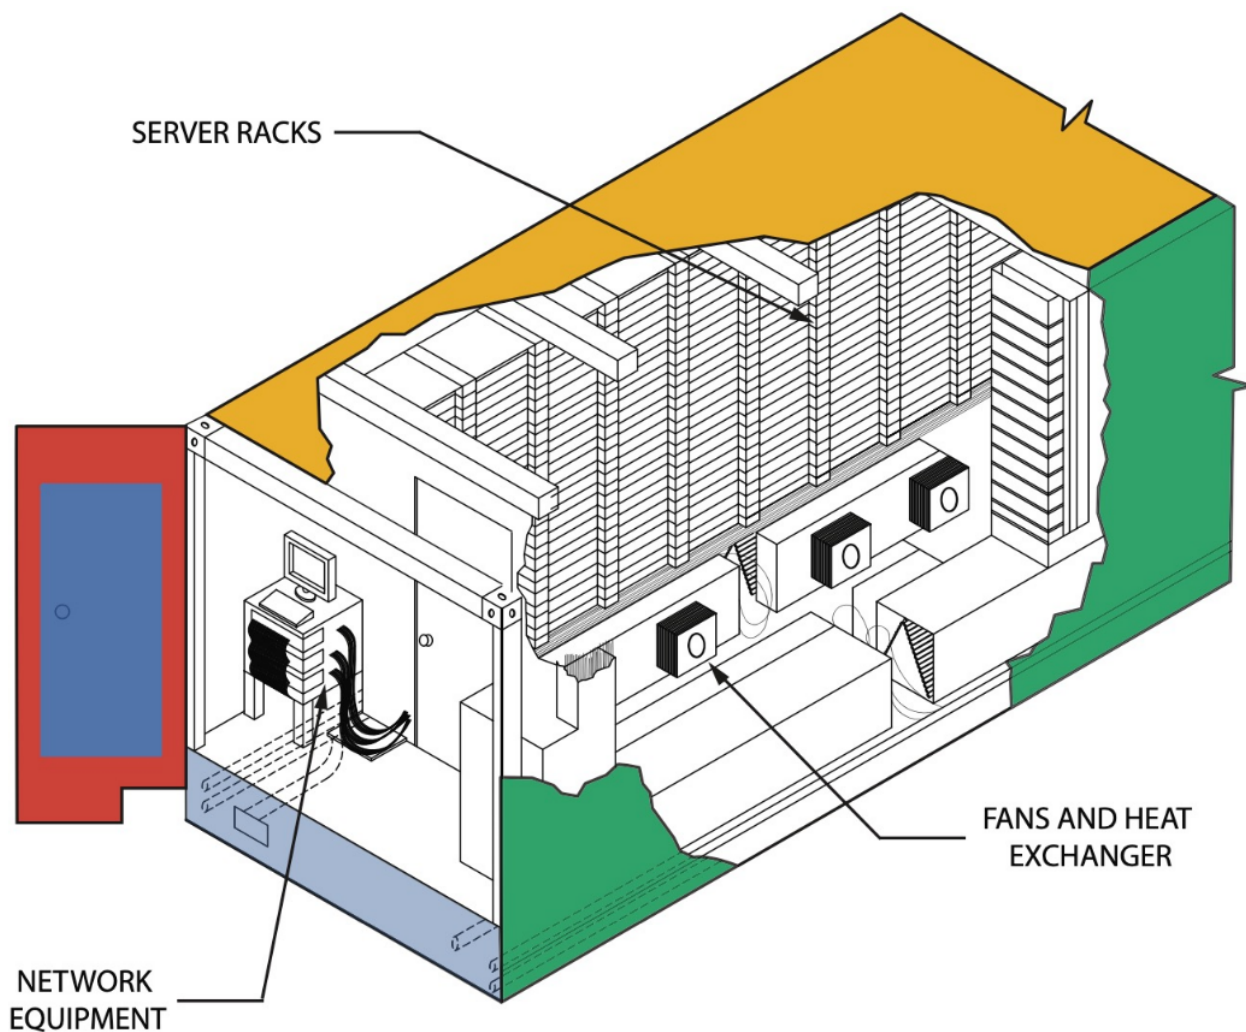 SERVER RACKS
FANS AND HEAT
EXCHANGER
NETWORK
EQUIPMENT